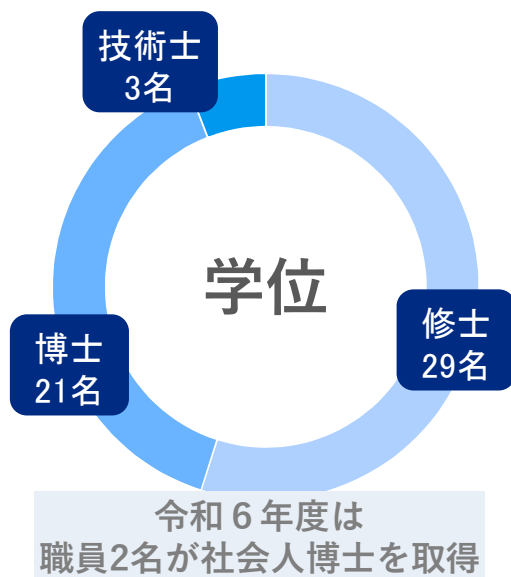 技術士
3名
学位
修士
29名
博士
21名
令和６年度は
職員2名が社会人博士を取得